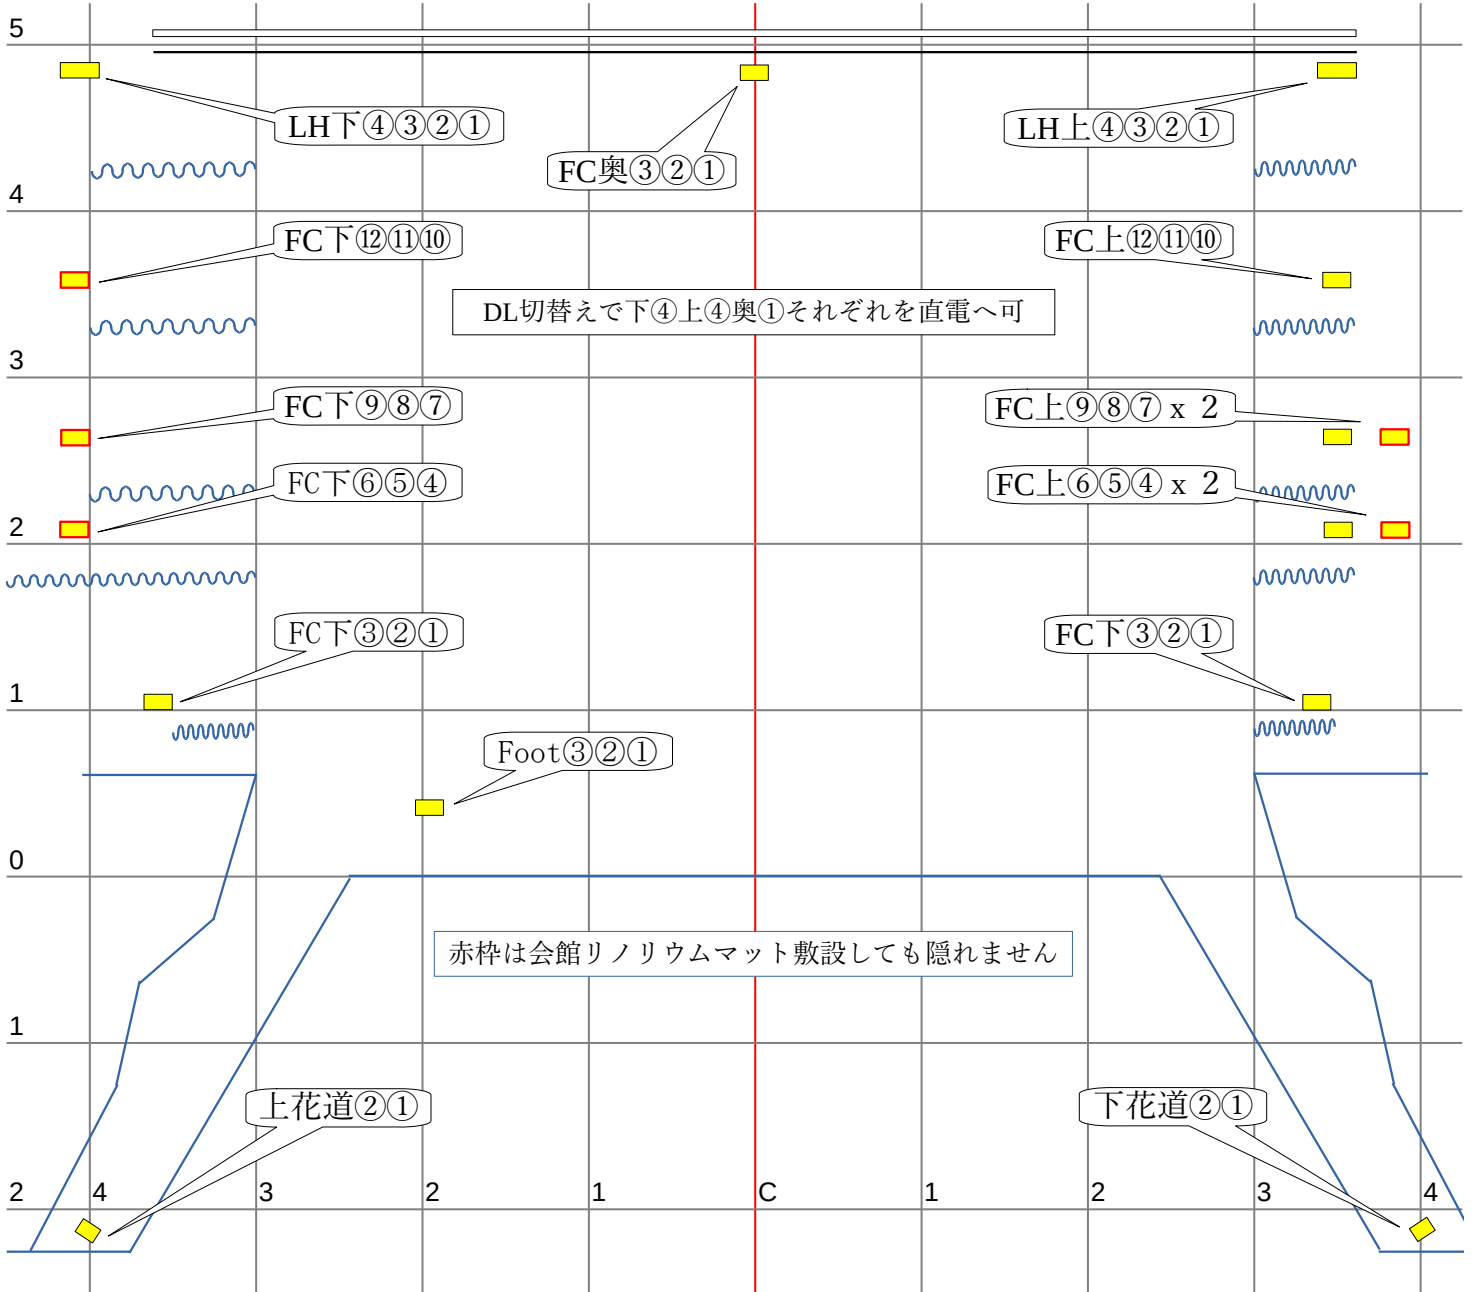 5
LH下④③②①
FC奥③②①
LH上④③②①
4
FC下⑫⑪⑩
FC上⑫⑪⑩
DL切替えで下④上④奥①それぞれを直電へ可
3
FC下⑨⑧⑦
FC上⑨⑧⑦ x 2
FC下⑥⑤④
FC上⑥⑤④ x 2
2
FC下③②①
FC下③②①
1
Foot③②①
0
赤枠は会館リノリウムマット敷設しても隠れません
1
上花道②①
下花道②①
2 4 3 2 1 C 1 2 3 4